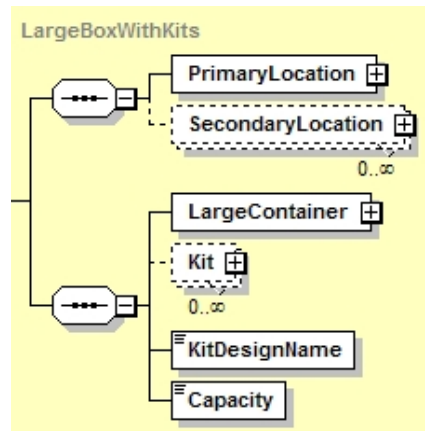 LargeBoxWithKits
PrimaryLocation
SecondaryLocation
0..∞
LargeContainer
Kit
0..∞
KitDesignName
Capacity